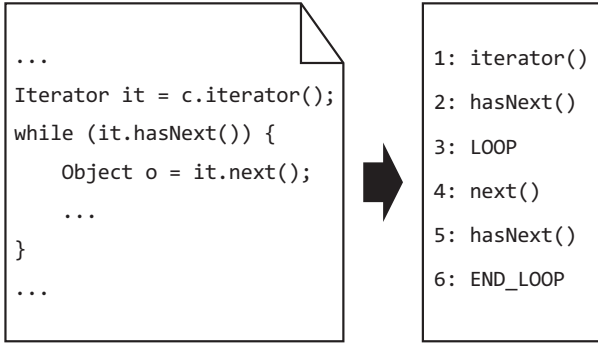 ...
Iterator it = c.iterator();
while (it.hasNext()) {
    Object o = it.next();
    ...
}
...
1: iterator()
2: hasNext()
3: LOOP
4: next()
5: hasNext()
6: END_LOOP